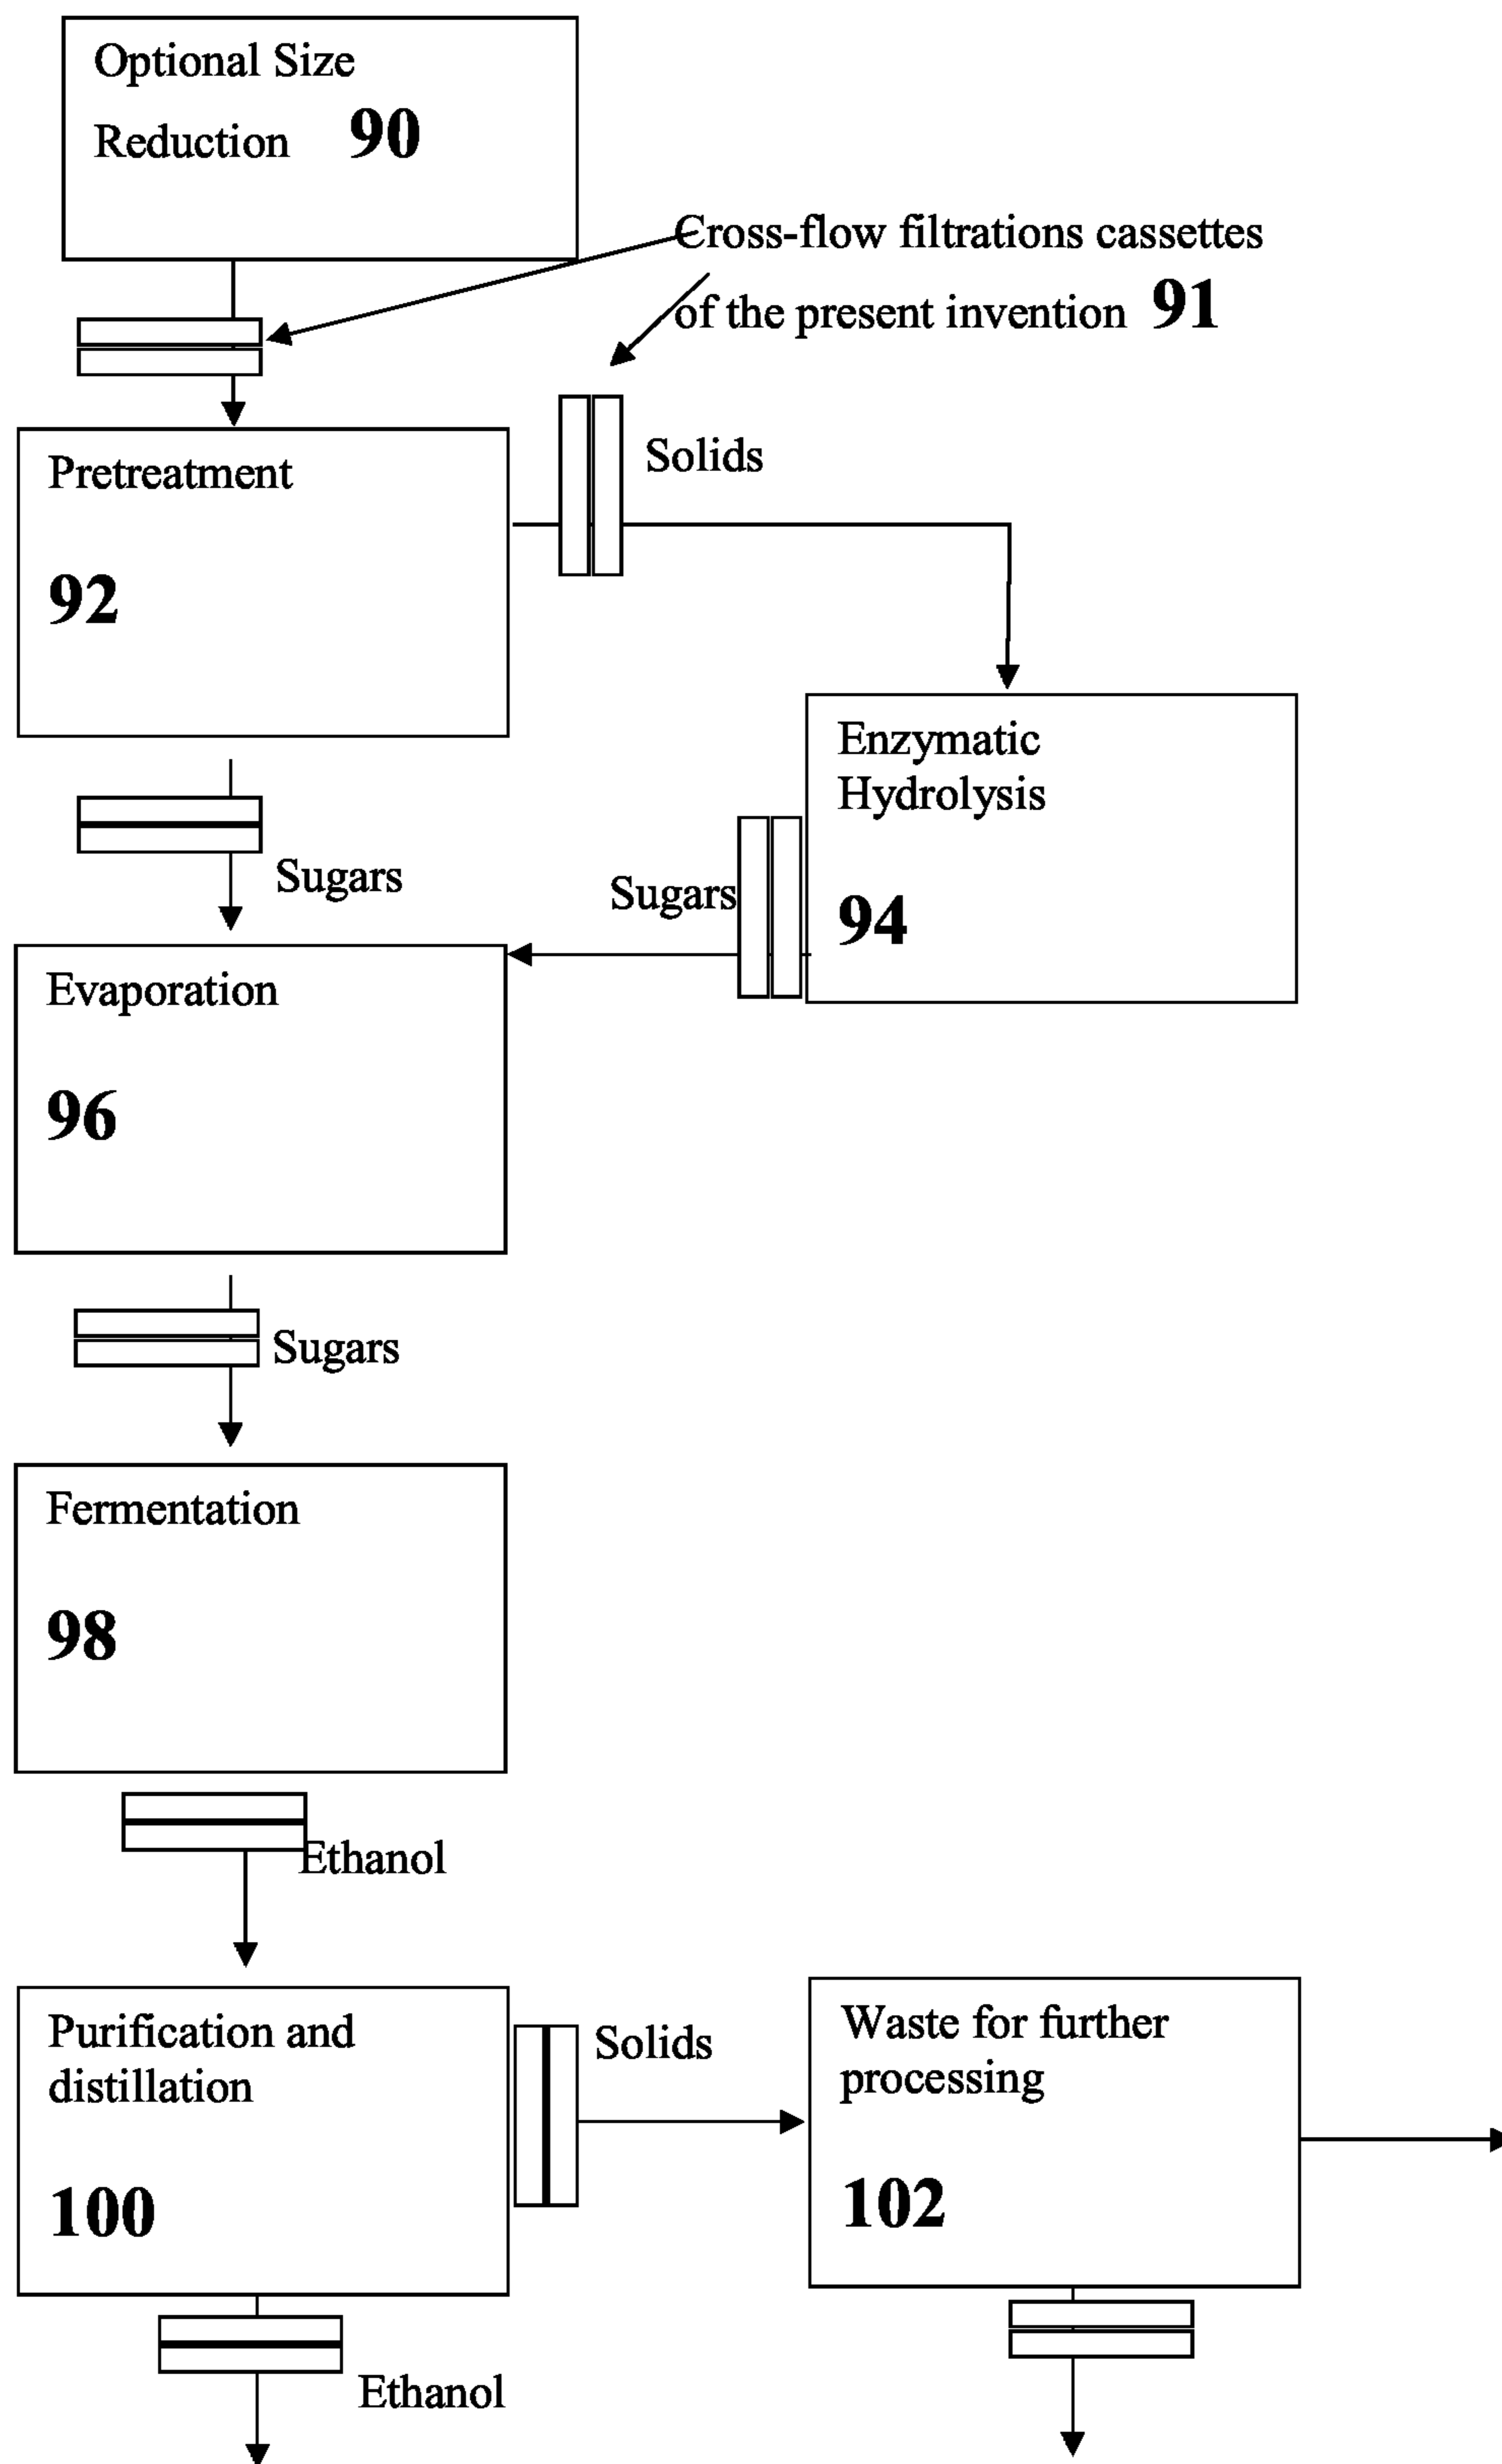 Optional Size
Reduction 90
Cross-flow filtrations cassettes
of the present invention 91
Pretreatment
92
Solids
Enzymatic
Hydrolysis
94
Sugars
Sugars
Evaporation
96
Sugars
Fermentation
98
Ethanol
Purification and
distillation
100
Solids
Waste for further
processing
102
Ethanol